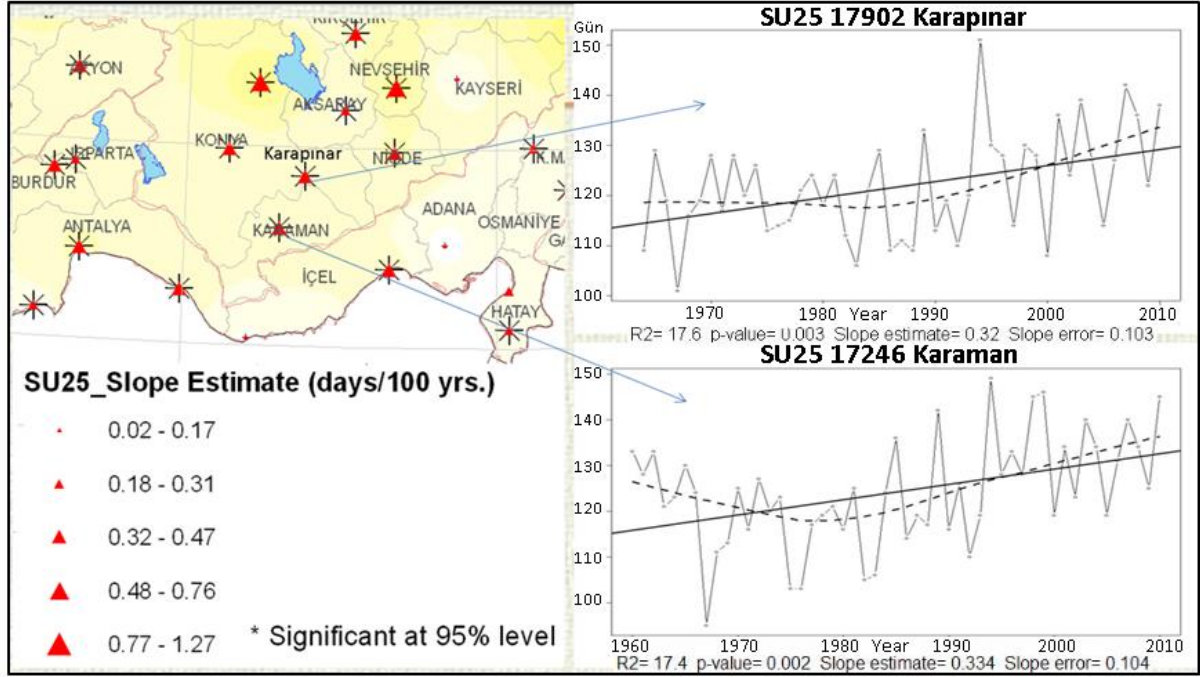 KIRŞEHİR
AFYON
NEVŞEHİR
KAYSERİ
AKSARAY
KONYA
ISPARTA
Karapınar
NİĞDE
K.M.
BURDUR
ADANA
ANTALYA
KARAMAN
OSMANİYE
GA
İÇEL
HATAY
SU25_Slope Estimate (days/100 yrs.)
0.02 - 0.17
0.18 - 0.31
0.32 - 0.47
0.48 - 0.76
0.77 - 1.27
* Significant at 95% level
SU25 17902 Karapınar
Gün
150
140
130
120
110
100
1970 1980 Year 1990 2000 2010
R2= 17.6 p-value= 0.003 Slope estimate= 0.32 Slope error= 0.103
SU25 17246 Karaman
150
140
130
120
110
100
1960 1970 1980 Year 1990 2000 2010
R2= 17.4 p-value= 0.002 Slope estimate= 0.334 Slope error= 0.104